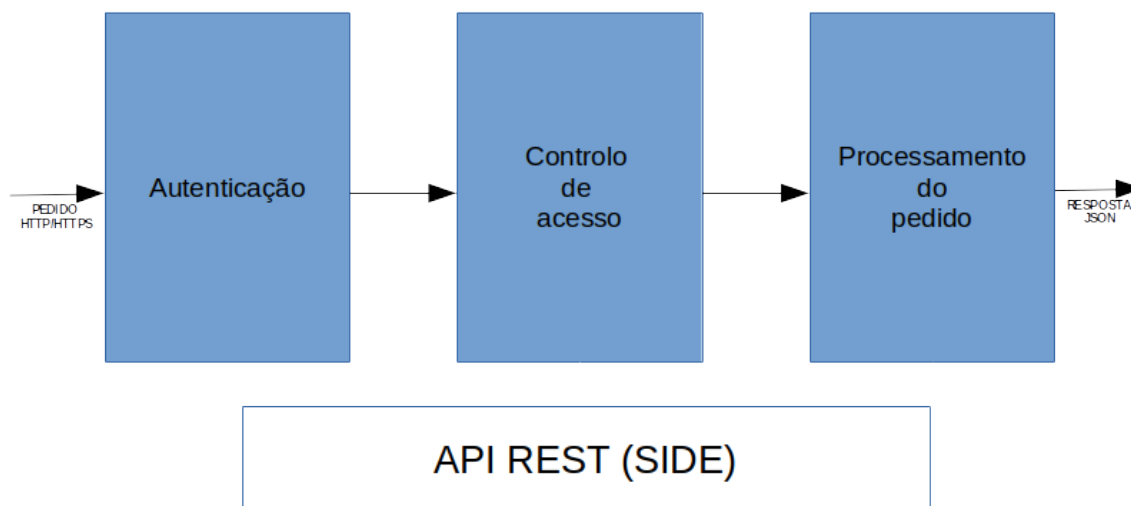 PEDIDO
HTTP/HTTPS
Autenticação
Controlo
de
acesso
Processamento
do
pedido
RESPOSTA
JSON
API REST (SIDE)